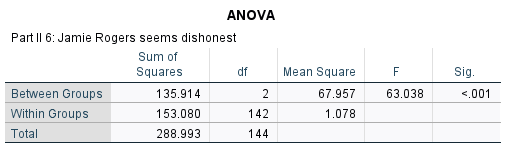 ANOVA
Part II 6: Jamie Rogers seems dishonest
Sum of Squares df Mean Square F Sig.
Between Groups 135.914 2 67.957 63.038 <.001
Within Groups 153.080 142 1.078
Total 288.993 144